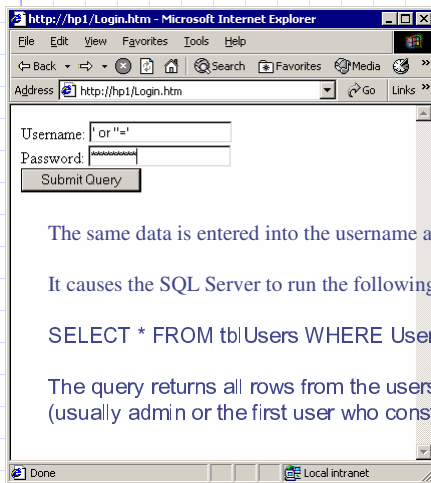 http://hp1/Login.htm - Microsoft Internet Explorer
File Edit View Favorites Tools Help
Back Search Favorites Media »
Address http://hp1/Login.htm Go Links »
Username: ' or ''='
Password: *********
Submit Query
The same data is entered into the username a
It causes the SQL Server to run the following
SELECT * FROM tblUsers WHERE User
The query returns all rows from the users
(usually admin or the first user who cons
Done Local intranet